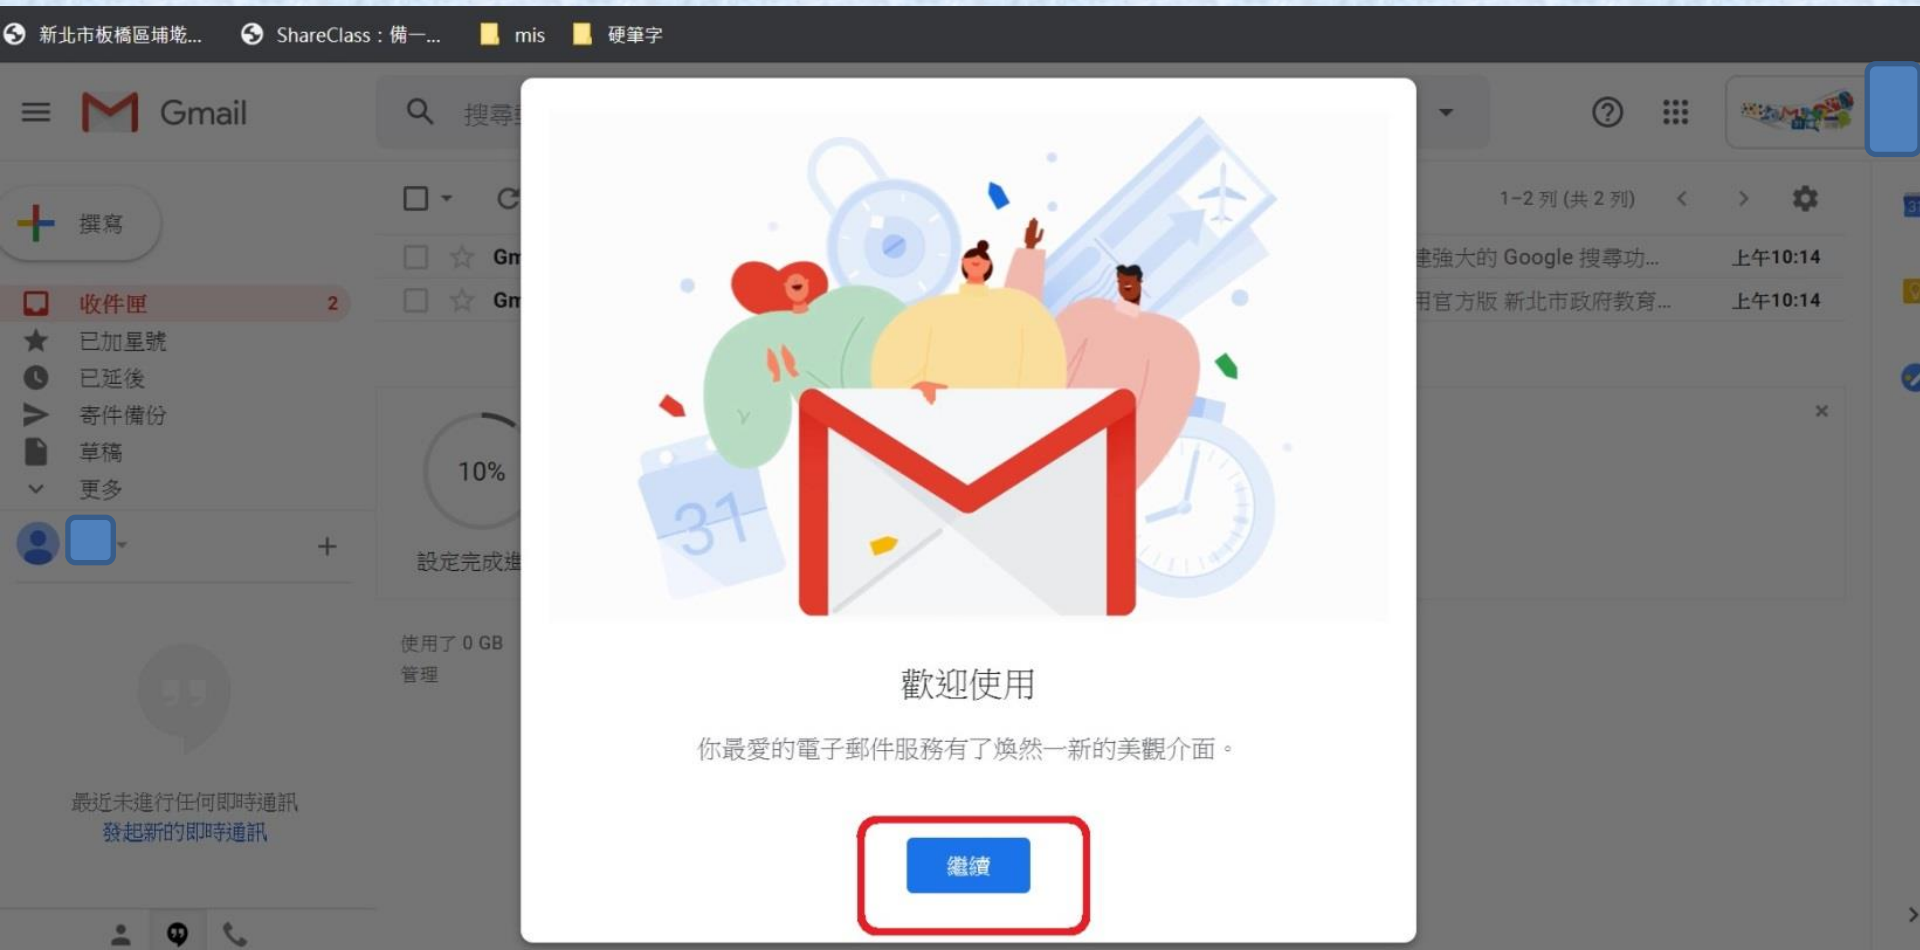 新北市板橋區埔墘...
ShareClass：備一...
mis
硬筆字
Gmail
搜尋
撰寫
1–2 列 (共 2 列)
Gm
建強大的 Google 搜尋功...
上午10:14
Gm
用官方版 新北市政府教育...
上午10:14
收件匣
2
已加星號
已延後
寄件備份
草稿
更多
10%
設定完成進
31
使用了 0 GB
管理
歡迎使用
你最愛的電子郵件服務有了煥然一新的美觀介面。
繼續
最近未進行任何即時通訊
發起新的即時通訊